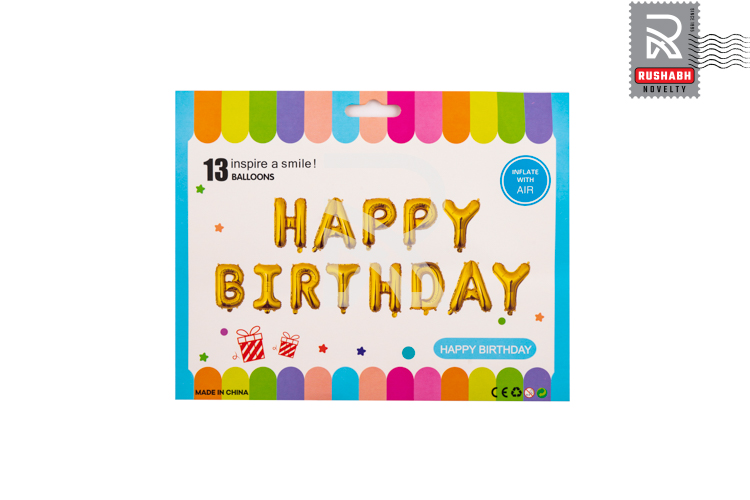 RUSHABH
NOVELTY
13 inspire a smile!
BALLOONS
INFLATE
WITH
AIR
HAPPY
BIRTHDAY
HAPPY BIRTHDAY
MADE IN CHINA
CE